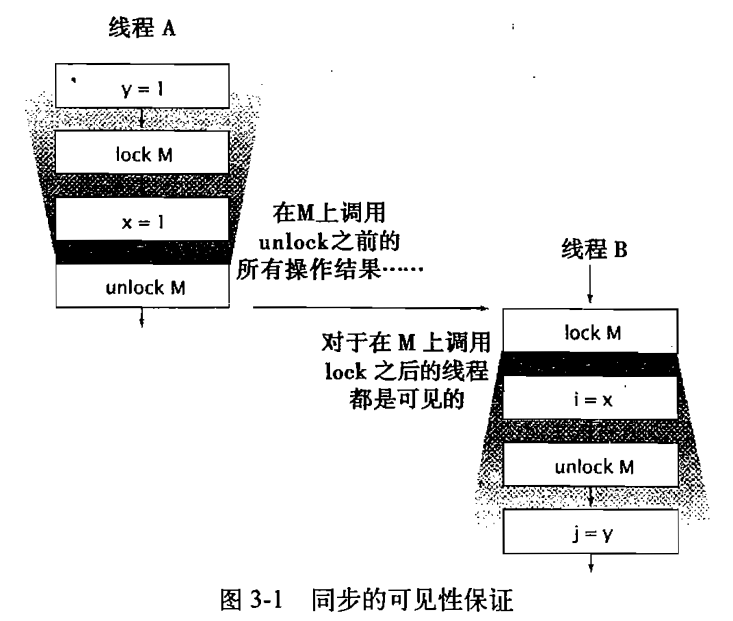 线程 A
y = 1
lock M
x = 1
unlock M
在M上调用
unlock之前的
所有操作结果……
线程 B
对于在 M 上调用
lock 之后的线程
都是可见的
lock M
i = x
unlock M
j = y
图 3-1 同步的可见性保证